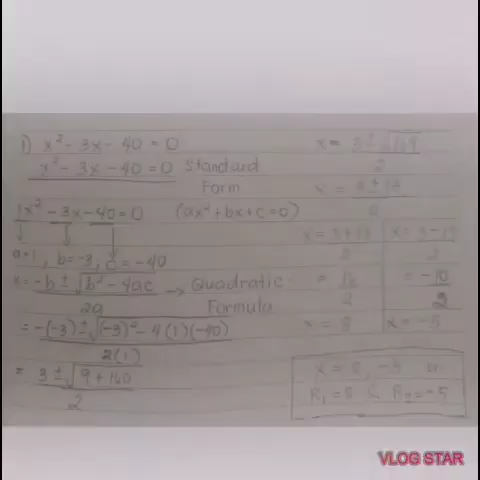 1) x² - 3x - 40 = 0
x² - 3x - 40 = 0 Standard
Form
1x² - 3x - 40 = 0 (ax² + bx + c = 0)
a=1, b=-3, c=-40
x = -b ± √b² - 4ac → Quadratic
2a Formula
= -(-3) ± √(-3)² - 4(1)(-40)
2(1)
= 3 ± √9 + 160
2
x = 3 ± √169
2
x = 3 ± 13
2
x = 3 + 13
2
= 16
2
x = 8
x = 3 - 13
2
= -10
2
x = -5
x = 8, -5 or
R₁ = 8 & R₂ = -5
VLOG STAR